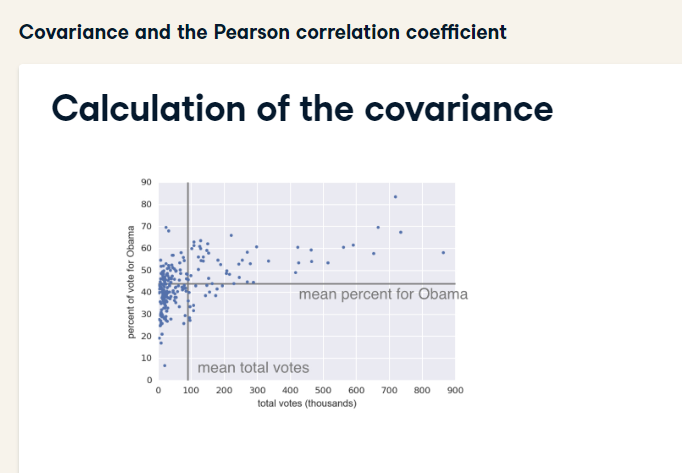 Covariance and the Pearson correlation coefficient
Calculation of the covariance
90
80
70
60
50
40
30
20
10
0
percent of vote for Obama
mean percent for Obama
mean total votes
0 100 200 300 400 500 600 700 800 900
total votes (thousands)